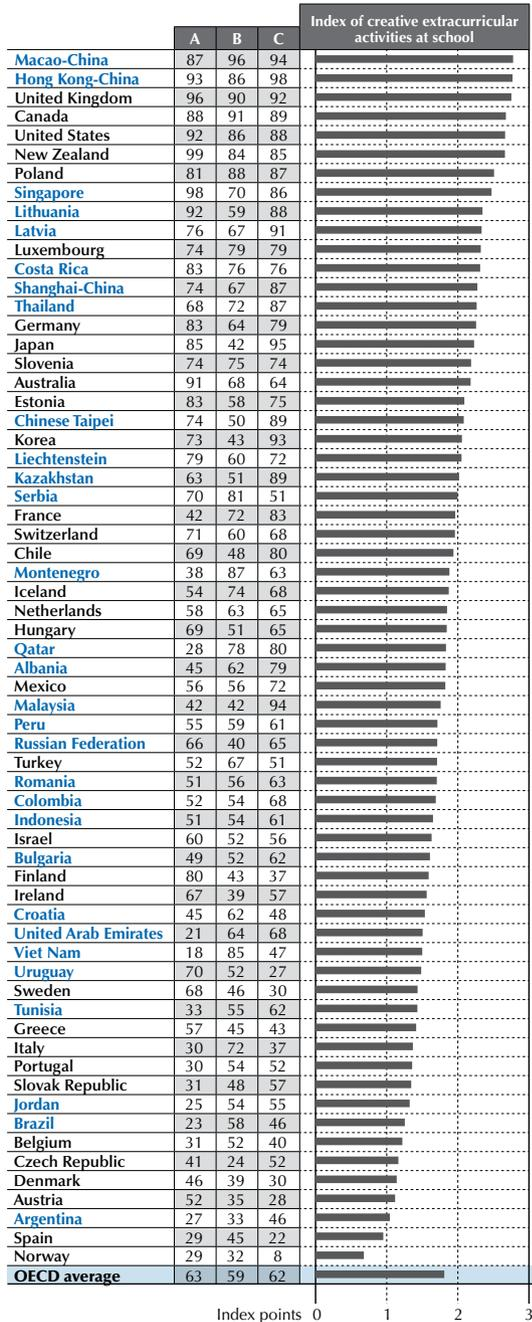 Index of creative extracurricular
activities at school
A B C
Macao-China 87 96 94
Hong Kong-China 93 86 98
United Kingdom 96 90 92
Canada 88 91 89
United States 92 86 88
New Zealand 99 84 85
Poland 81 88 87
Singapore 98 70 86
Lithuania 92 59 88
Latvia 76 67 91
Luxembourg 74 79 79
Costa Rica 83 76 76
Shanghai-China 74 67 87
Thailand 68 72 87
Germany 83 64 79
Japan 85 42 95
Slovenia 74 75 74
Australia 91 68 64
Estonia 83 58 75
Chinese Taipei 74 50 89
Korea 73 43 93
Liechtenstein 79 60 72
Kazakhstan 63 51 89
Serbia 70 81 51
France 42 72 83
Switzerland 71 60 68
Chile 69 48 80
Montenegro 38 87 63
Iceland 54 74 68
Netherlands 58 63 65
Hungary 69 51 65
Qatar 28 78 80
Albania 45 62 79
Mexico 56 56 72
Malaysia 42 42 94
Peru 55 59 61
Russian Federation 66 40 65
Turkey 52 67 51
Romania 51 56 63
Colombia 52 54 68
Indonesia 51 54 61
Israel 60 52 56
Bulgaria 49 52 62
Finland 80 43 37
Ireland 67 39 57
Croatia 45 62 48
United Arab Emirates 21 64 68
Viet Nam 18 85 47
Uruguay 70 52 27
Sweden 68 46 30
Tunisia 33 55 62
Greece 57 45 43
Italy 30 72 37
Portugal 30 54 52
Slovak Republic 31 48 57
Jordan 25 54 55
Brazil 23 58 46
Belgium 31 52 40
Czech Republic 41 24 52
Denmark 46 39 30
Austria 52 35 28
Argentina 27 33 46
Spain 29 45 22
Norway 29 32 8
OECD average 63 59 62
Index points 0 1 2 3